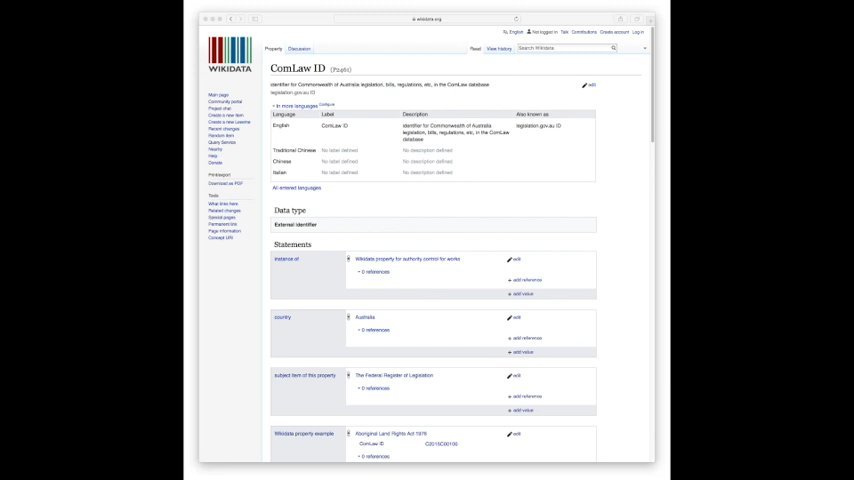 wikidata.org
English Not logged in Talk Contributions Create account Log in
WIKIDATA
Property Discussion Read View history Search Wikidata
ComLaw ID (P2461)
identifier for Commonwealth of Australia legislation, bills, regulations, etc, in the ComLaw database edit
legislation.gov.au ID
In more languages Configure
Language Label Description Also known as
English ComLaw ID identifier for Commonwealth of Australia legislation.gov.au ID
legislation, bills, regulations, etc, in the ComLaw
database
Traditional Chinese No label defined No description defined
Chinese No label defined No description defined
Italian No label defined No description defined
All entered languages
Main page
Community portal
Project chat
Create a new item
Create a new Lexeme
Recent changes
Random item
Query Service
Nearby
Help
Donate
Print/export
Download as PDF
Tools
What links here
Related changes
Special pages
Permanent link
Page information
Concept URI
Data type
External identifier
Statements
instance of Wikidata property for authority control for works edit
0 references
+ add reference
+ add value
country Australia edit
0 references
+ add reference
+ add value
subject item of this property The Federal Register of Legislation edit
0 references
+ add reference
+ add value
Wikidata property example Aboriginal Land Rights Act 1976 edit
ComLaw ID
0 references